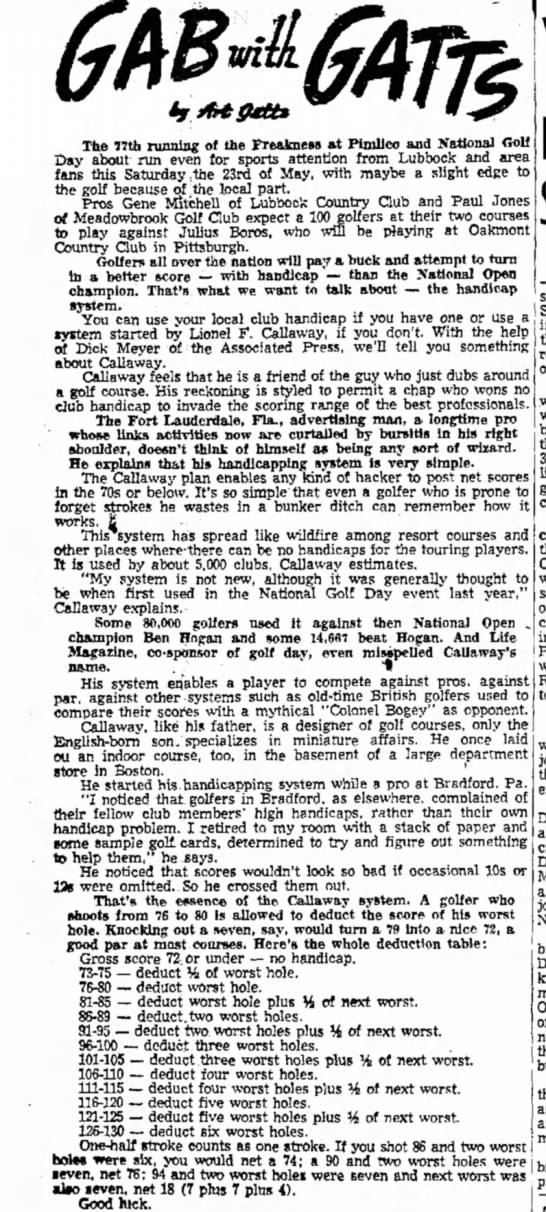 GAB with GATTS
by Art Gatts
The 77th running of the Freakness at Pimlico and National Golf
Day about run even for sports attention from Lubbock and area
fans this Saturday, the 23rd of May, with maybe a slight edge to
the golf because of the local part.
Pros Gene Mitchell of Lubbock Country Club and Paul Jones
of Meadowbrook Golf Club expect a 100 golfers at their two courses
to play against Julius Boros, who will be playing at Oakmont
Country Club in Pittsburgh.
Golfers all over the nation will pay a buck and attempt to turn
in a better score — with handicap — than the National Open
champion. That's what we want to talk about — the handicap
system.
You can use your local club handicap if you have one or use a
system started by Lionel F. Callaway, if you don't. With the help
of Dick Meyer of the Associated Press, we'll tell you something
about Callaway.
Callaway feels that he is a friend of the guy who just dubs around
a golf course. His reckoning is styled to permit a chap who wons no
club handicap to invade the scoring range of the best professionals.
The Fort Lauderdale, Fla., advertising man, a longtime pro
whose links activities now are curtailed by bursitis in his right
shoulder, doesn't think of himself as being any sort of wizard.
He explains that his handicapping system is very simple.
The Callaway plan enables any kind of hacker to post net scores
in the 70s or below. It's so simple that even a golfer who is prone to
forget strokes he wastes in a bunker ditch can remember how it
works.
This system has spread like wildfire among resort courses and
other places where there can be no handicaps for the touring players.
It is used by about 5,000 clubs, Callaway estimates.
"My system is not new, although it was generally thought to
be when first used in the National Golf Day event last year,"
Callaway explains.
Some 80,000 golfers used it against then National Open
champion Ben Hogan and some 14,667 beat Hogan. And Life
Magazine, co-sponsor of golf day, even misspelled Callaway's
name.
His system enables a player to compete against pros. against
par, against other systems such as old-time British golfers used to
compare their scores with a mythical "Colonel Bogey" as opponent.
Callaway, like his father, is a designer of golf courses, only the
English-born son. specializes in miniature affairs. He once laid
ou an indoor course, too, in the basement of a large department
store in Boston.
He started his handicapping system while a pro at Bradford. Pa.
"I noticed that golfers in Bradford, as elsewhere, complained of
their fellow club members' high handicaps, rather than their own
handicap problem. I retired to my room with a stack of paper and
some sample golf cards, determined to try and figure out something
to help them," he says.
He noticed that scores wouldn't look so bad if occasional 10s or
12s were omitted. So he crossed them out.
That's the essence of the Callaway system. A golfer who
shoots from 76 to 80 is allowed to deduct the score of his worst
hole. Knocking out a seven, say, would turn a 79 into a nice 72, a
good par at most courses. Here's the whole deduction table:
Gross score 72 or under — no handicap.
73-75 — deduct ½ of worst hole.
76-80 — deduct worst hole.
81-85 — deduct worst hole plus ½ of next worst.
86-89 — deduct two worst holes.
91-95 — deduct two worst holes plus ½ of next worst.
96-100 — deduct three worst holes.
101-105 — deduct three worst holes plus ½ of next worst.
106-110 — deduct four worst holes.
111-115 — deduct four worst holes plus ½ of next worst.
116-120 — deduct five worst holes.
121-125 — deduct five worst holes plus ½ of next worst.
126-130 — deduct six worst holes.
One-half stroke counts as one stroke. If you shot 86 and two worst
holes were six, you would net a 74; a 90 and two worst holes were
seven, net 76; 94 and two worst holes were seven and next worst was
also seven, net 18 (7 plus 7 plus 4).
Good luck.